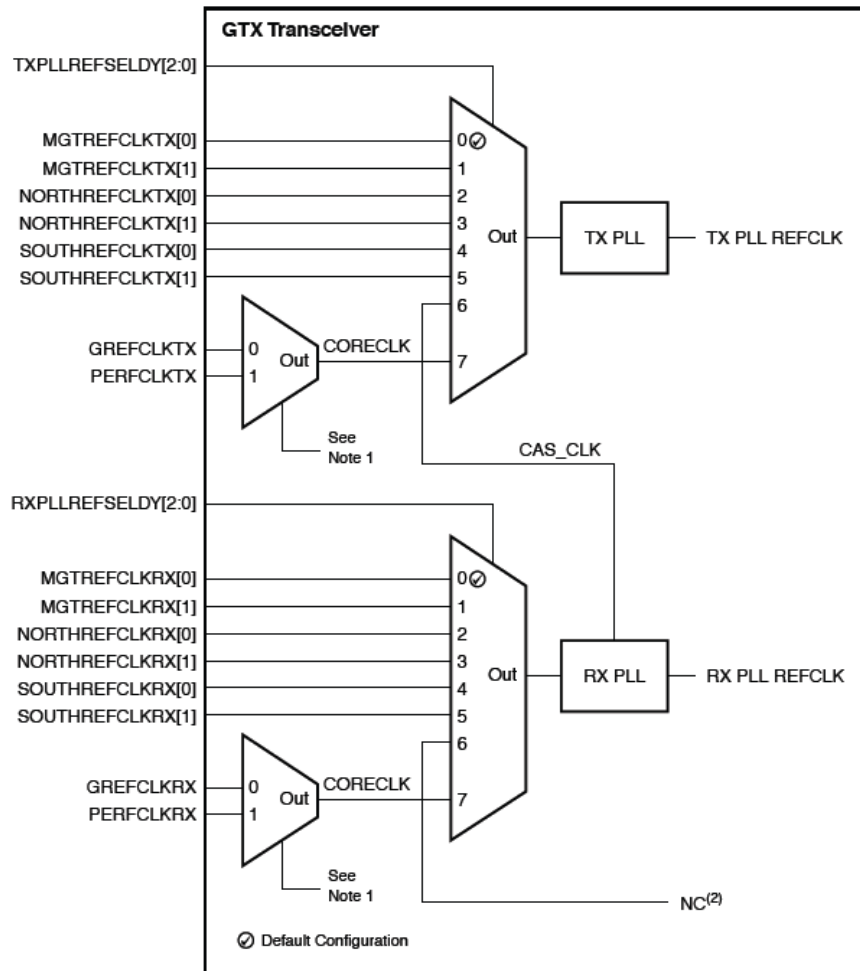 GTX Transceiver
TXPLLREFSELDY[2:0]
MGTREFCLKTX[0]
MGTREFCLKTX[1]
NORTHREFCLKTX[0]
NORTHREFCLKTX[1]
SOUTHREFCLKTX[0]
SOUTHREFCLKTX[1]
0
1
2
3
4
5
6
7
Out
TX PLL
TX PLL REFCLK
GREFCLKTX
PERFCLKTX
0
1
Out
CORECLK
See
Note 1
CAS_CLK
RXPLLREFSELDY[2:0]
MGTREFCLKRX[0]
MGTREFCLKRX[1]
NORTHREFCLKRX[0]
NORTHREFCLKRX[1]
SOUTHREFCLKRX[0]
SOUTHREFCLKRX[1]
0
1
2
3
4
5
6
7
Out
RX PLL
RX PLL REFCLK
GREFCLKRX
PERFCLKRX
0
1
Out
CORECLK
See
Note 1
NC(2)
Default Configuration